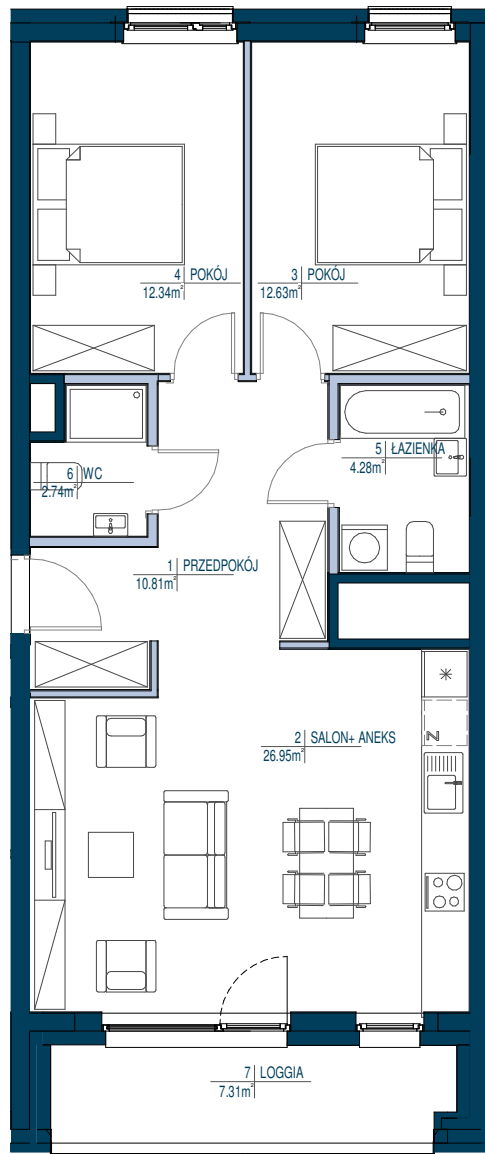 4 POKÓJ
12.34m²
3 POKÓJ
12.63m²
5 ŁAZIENKA
4.28m²
6 WC
2.74m²
1 PRZEDPOKÓJ
10.81m²
2 SALON+ ANEKS
26.95m²
Z
7 LOGGIA
7.31m²